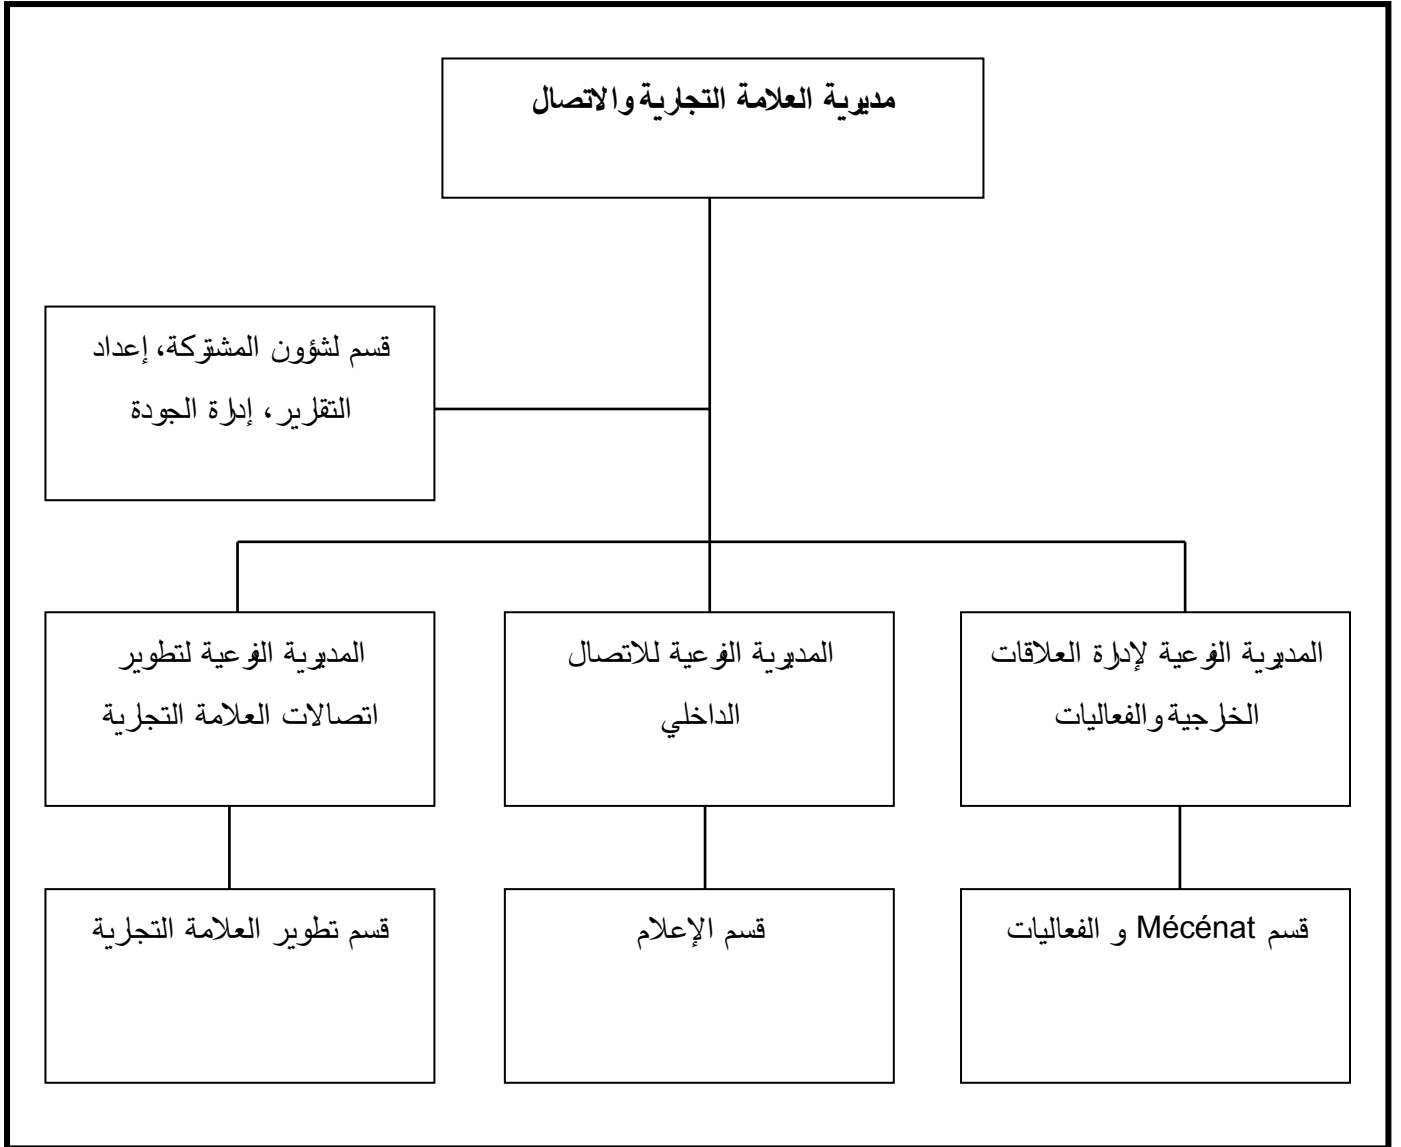 مديرية العلامة التجارية والاتصال
قسم لشؤون المشتركة، إعداد
التقارير، إدارة الجودة
المديرية الفرعية لإدارة العلاقات
الخارجية والفعاليات
المديرية الفرعية للاتصال
الداخلي
المديرية الفرعية لتطوير
اتصالات العلامة التجارية
قسم Mécénat و الفعاليات
قسم الإعلام
قسم تطوير العلامة التجارية